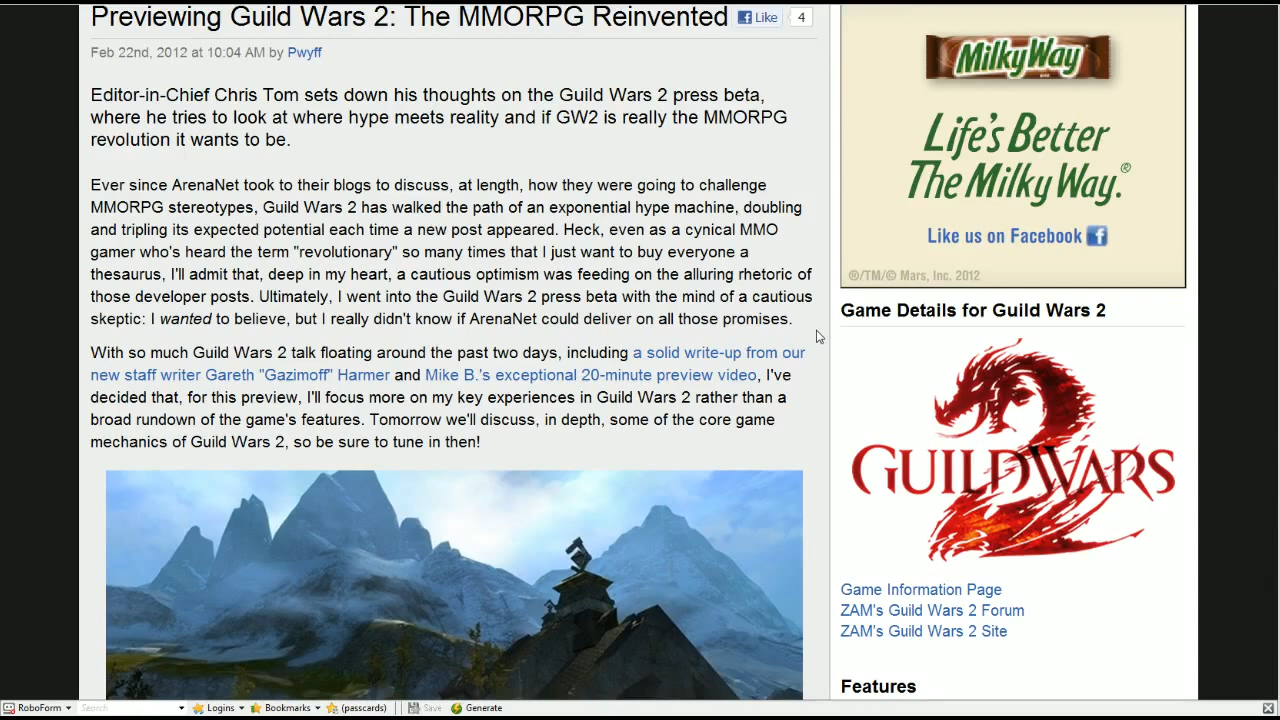 Previewing Guild Wars 2: The MMORPG Reinvented
Like
4
Feb 22nd, 2012 at 10:04 AM by Pwyff
Editor-in-Chief Chris Tom sets down his thoughts on the Guild Wars 2 press beta,
where he tries to look at where hype meets reality and if GW2 is really the MMORPG
revolution it wants to be.
Ever since ArenaNet took to their blogs to discuss, at length, how they were going to challenge
MMORPG stereotypes, Guild Wars 2 has walked the path of an exponential hype machine, doubling
and tripling its expected potential each time a new post appeared. Heck, even as a cynical MMO
gamer who's heard the term "revolutionary" so many times that I just want to buy everyone a
thesaurus, I'll admit that, deep in my heart, a cautious optimism was feeding on the alluring rhetoric of
those developer posts. Ultimately, I went into the Guild Wars 2 press beta with the mind of a cautious
skeptic: I wanted to believe, but I really didn't know if ArenaNet could deliver on all those promises.
With so much Guild Wars 2 talk floating around the past two days, including a solid write-up from our
new staff writer Gareth "Gazimoff" Harmer and Mike B.'s exceptional 20-minute preview video, I've
decided that, for this preview, I'll focus more on my key experiences in Guild Wars 2 rather than a
broad rundown of the game's features. Tomorrow we'll discuss, in depth, some of the core game
mechanics of Guild Wars 2, so be sure to tune in then!
MilkyWay
Life's Better
The Milky Way.®
Like us on Facebook
®/TM/© Mars, Inc. 2012
Game Details for Guild Wars 2
GUILD WARS
2
Game Information Page
ZAM's Guild Wars 2 Forum
ZAM's Guild Wars 2 Site
Features
RoboForm
Search
Logins
Bookmarks
(passcards)
Save
Generate